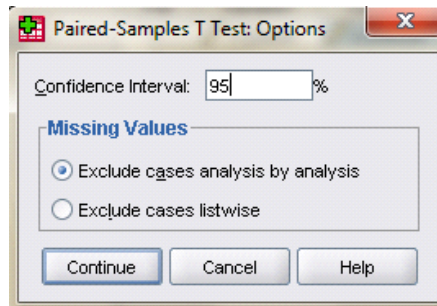 Paired-Samples T Test: Options
Confidence Interval: 95 %
Missing Values
Exclude cases analysis by analysis
Exclude cases listwise
Continue Cancel Help